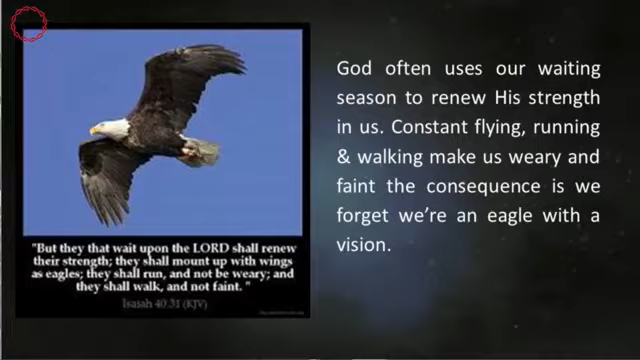 "But they that wait upon the LORD shall renew
their strength; they shall mount up with wings
as eagles; they shall run, and not be weary; and
they shall walk, and not faint. "
Isaiah 40:31 (KJV)
God often uses our waiting
season to renew His strength
in us. Constant flying, running
& walking make us weary and
faint the consequence is we
forget we're an eagle with a
vision.